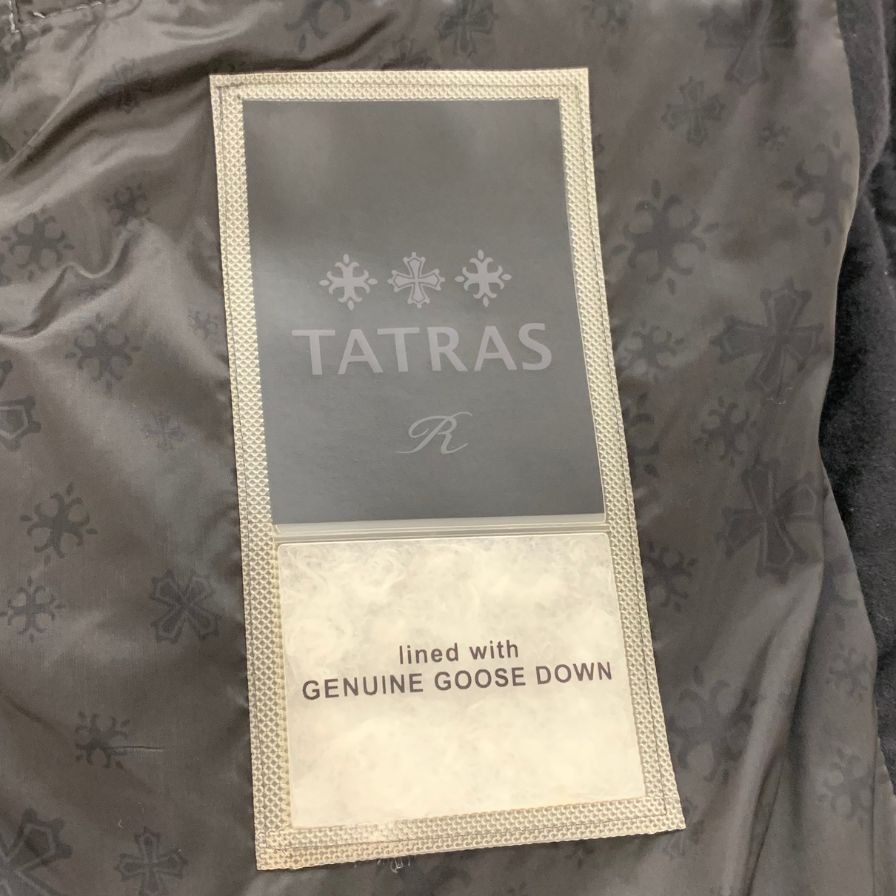 TATRAS
R
lined with
GENUINE GOOSE DOWN